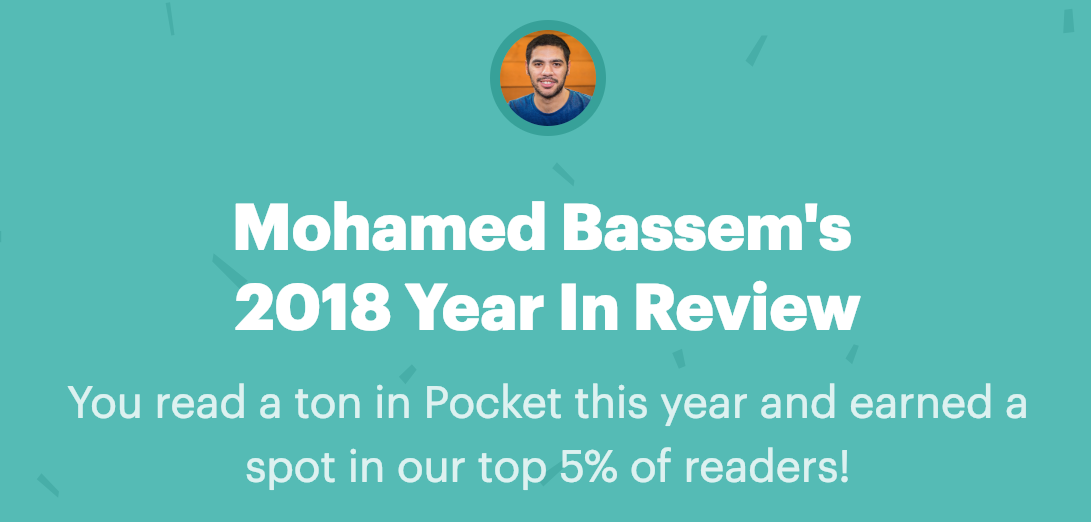 Mohamed Bassem's
2018 Year In Review
You read a ton in Pocket this year and earned a
spot in our top 5% of readers!